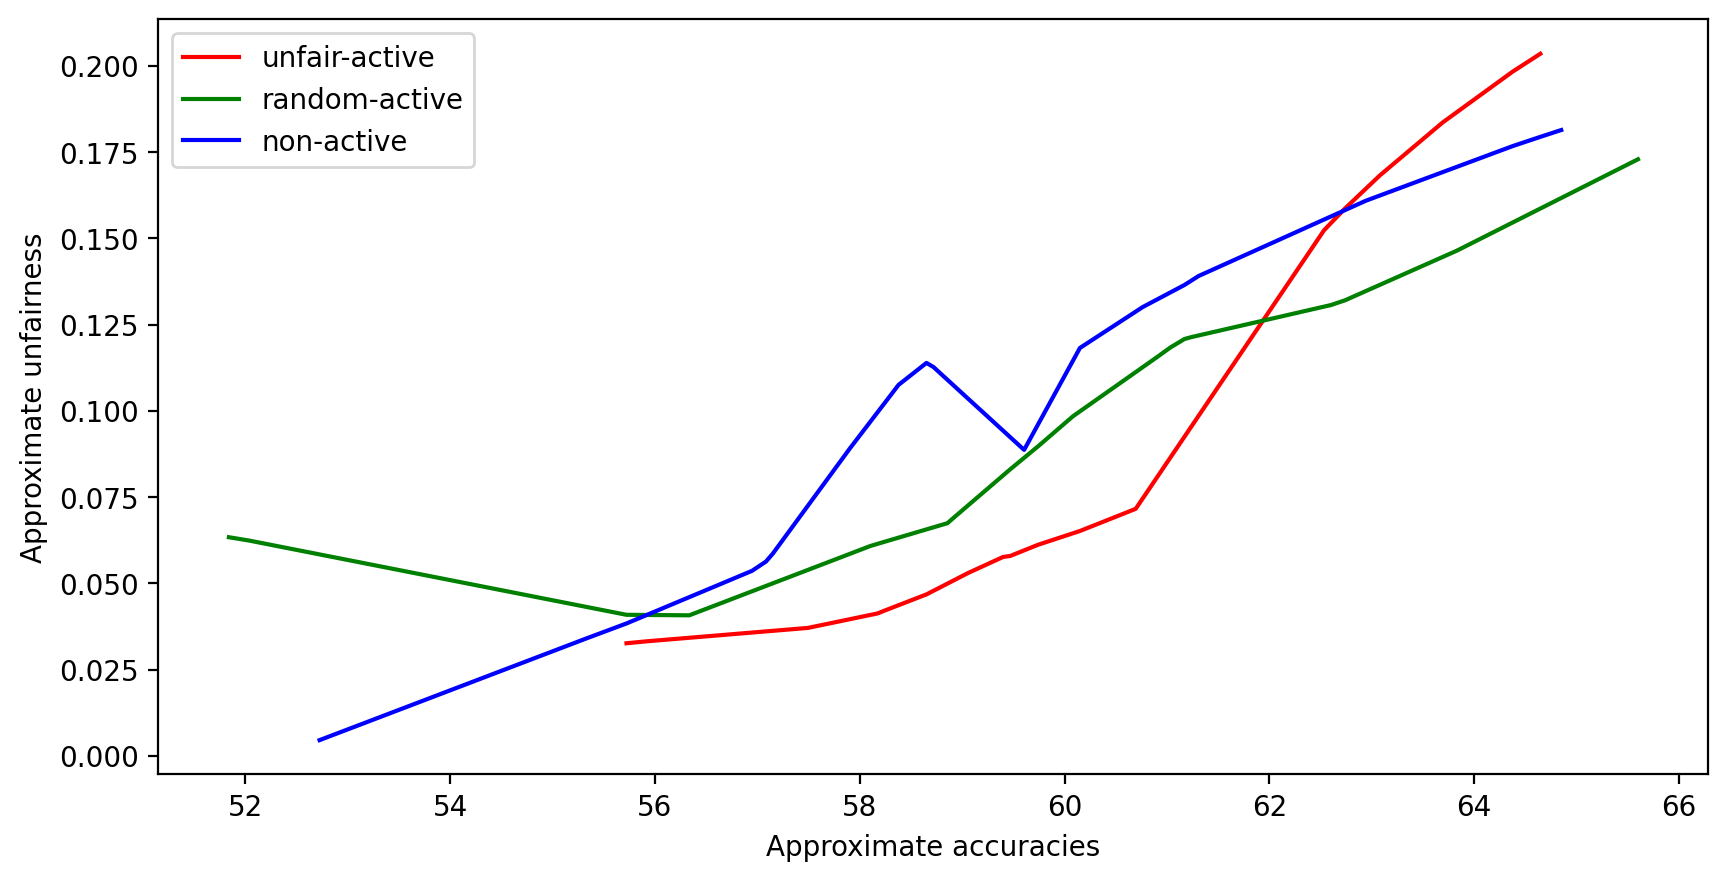 unfair-active
random-active
non-active
Approximate unfairness
0.200
0.175
0.150
0.125
0.100
0.075
0.050
0.025
0.000
52 54 56 58 60 62 64 66
Approximate accuracies